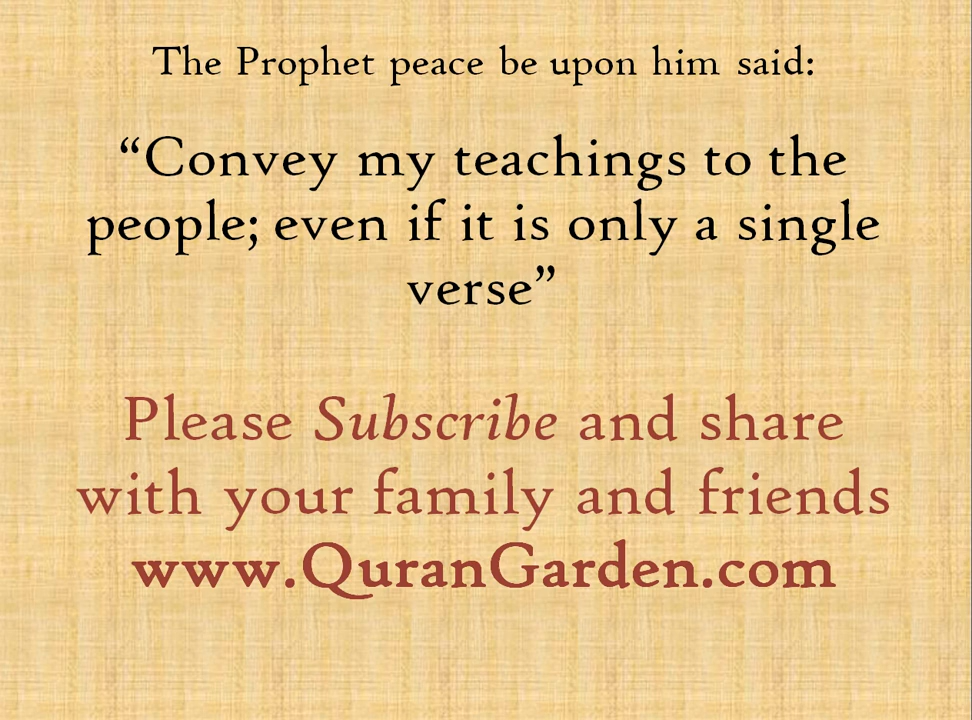 The Prophet peace be upon him said:
“Convey my teachings to the
people; even if it is only a single
verse”
Please Subscribe and share
with your family and friends
www.QuranGarden.com